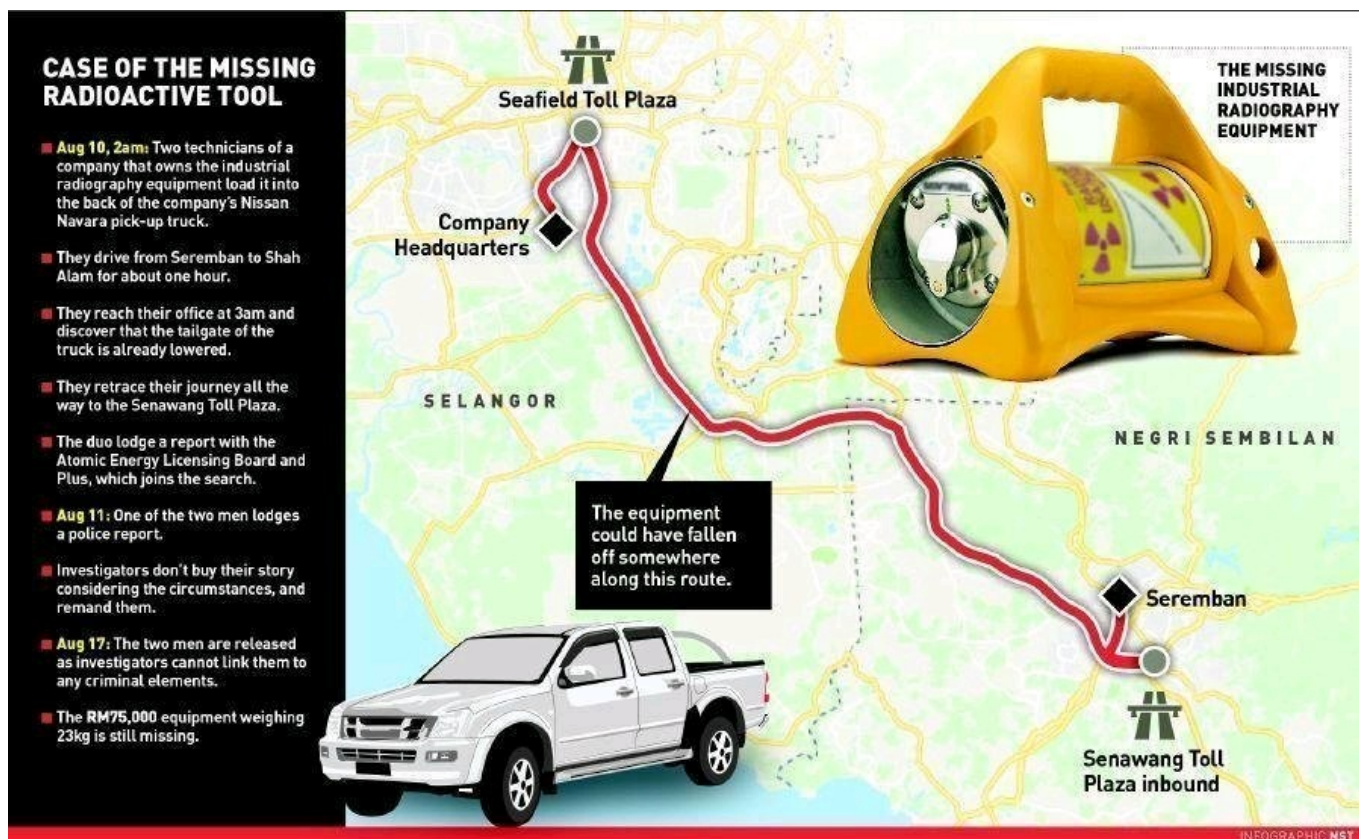 CASE OF THE MISSING
RADIOACTIVE TOOL
Aug 10, 2am: Two technicians of a
company that owns the industrial
radiography equipment load it into
the back of the company's Nissan
Navara pick-up truck.
They drive from Seremban to Shah
Alam for about one hour.
They reach their office at 3am and
discover that the tailgate of the
truck is already lowered.
They retrace their journey all the
way to the Senawang Toll Plaza.
The duo lodge a report with the
Atomic Energy Licensing Board and
Plus, which joins the search.
Aug 11: One of the two men lodges
a police report.
Investigators don't buy their story
considering the circumstances, and
remand them.
Aug 17: The two men are released
as investigators cannot link them to
any criminal elements.
The RM75,000 equipment weighing
23kg is still missing.
Seafield Toll Plaza
Company
Headquarters
SELANGOR
The equipment
could have fallen
off somewhere
along this route.
THE MISSING
INDUSTRIAL
RADIOGRAPHY
EQUIPMENT
NEGRI SEMBILAN
Seremban
Senawang Toll
Plaza inbound
INFOGRAPHIC NST